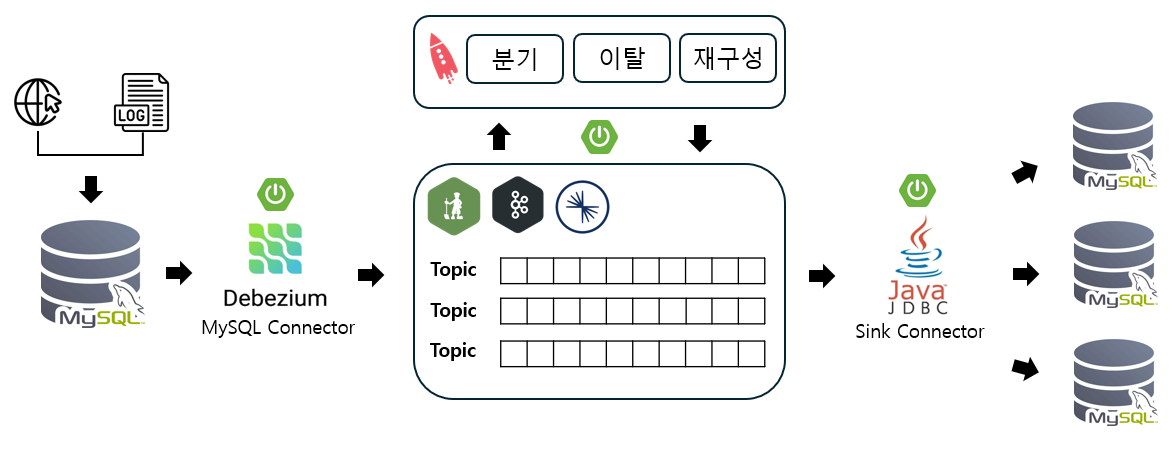 분기
이탈
재구성
LOG
MySQL
Debezium
MySQL Connector
Topic
Topic
Topic
Java
JDBC
Sink Connector
MySQL
MySQL
MySQL